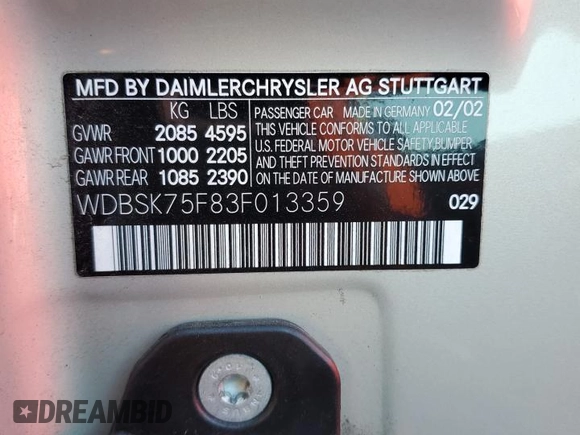 MFD BY DAIMLERCHRYSLER AG STUTTGART
KG LBS
GVWR 2085 4595
GAWR FRONT 1000 2205
GAWR REAR 1085 2390
PASSENGER CAR MADE IN GERMANY 02/02
THIS VEHICLE CONFORMS TO ALL APPLICABLE
U.S. FEDERAL MOTOR VEHICLE SAFETY, BUMPER
AND THEFT PREVENTION STANDARDS IN EFFECT
ON THE DATE OF MANUFACTURE SHOWN ABOVE
WDBSK75F83F013359 029
DREAMBID